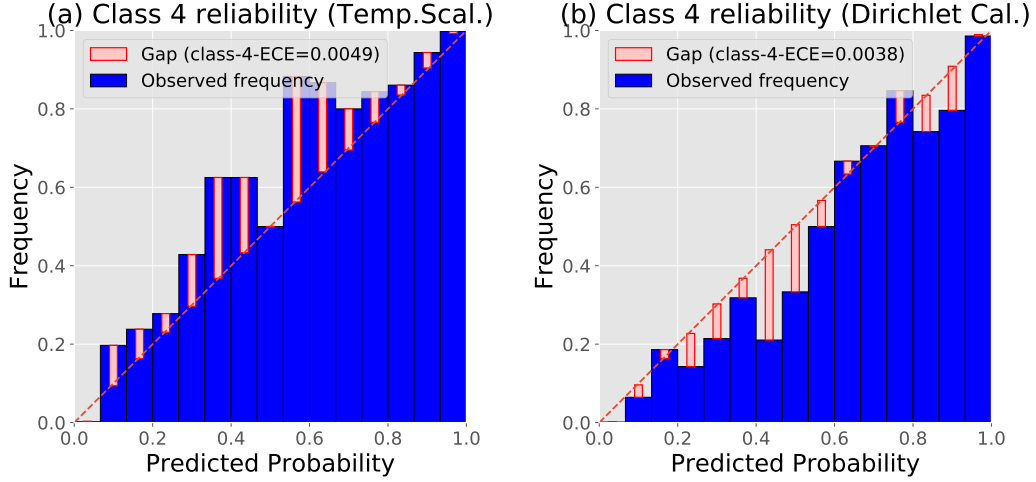 (a) Class 4 reliability (Temp.Scal.)
Gap (class-4-ECE=0.0049)
Observed frequency
Frequency
0.0
0.2
0.4
0.6
0.8
1.0
0.0 0.2 0.4 0.6 0.8 1.0
Predicted Probability
(b) Class 4 reliability (Dirichlet Cal.)
Gap (class-4-ECE=0.0038)
Observed frequency
Frequency
0.0
0.2
0.4
0.6
0.8
1.0
0.0 0.2 0.4 0.6 0.8 1.0
Predicted Probability